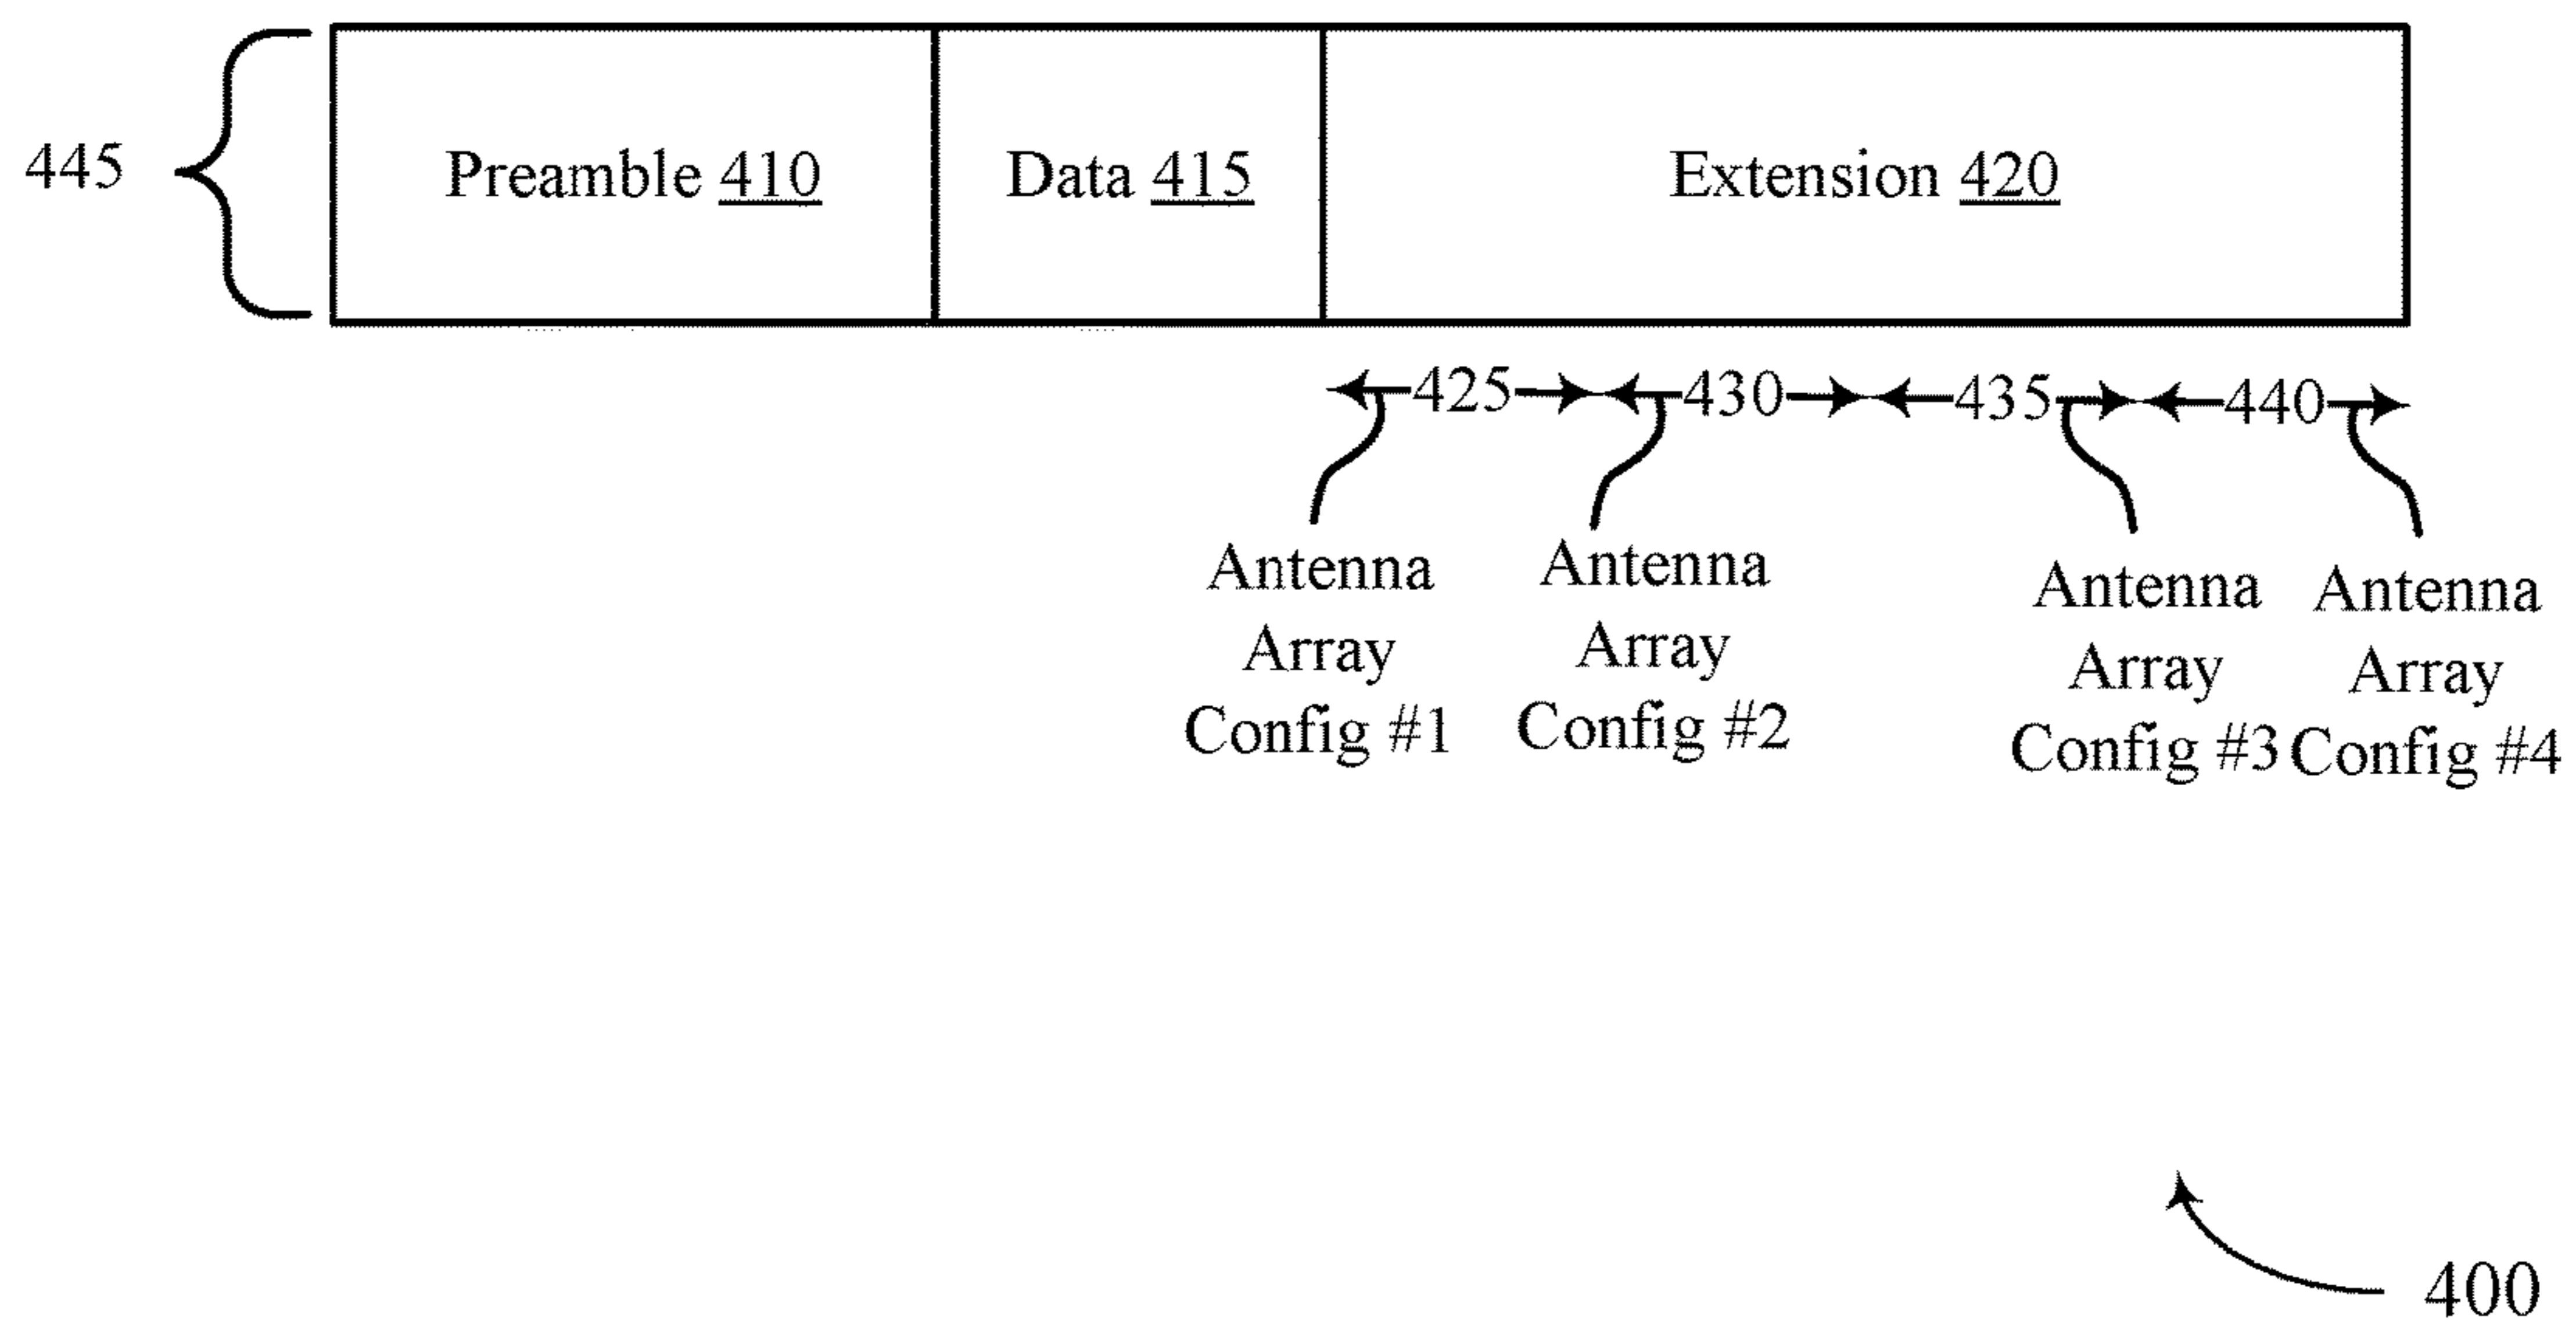 445
Preamble 410
Data 415
Extension 420
425
430
435
440
Antenna
Array
Config #1
Antenna
Array
Config #2
Antenna
Array
Config #3
Antenna
Array
Config #4
400